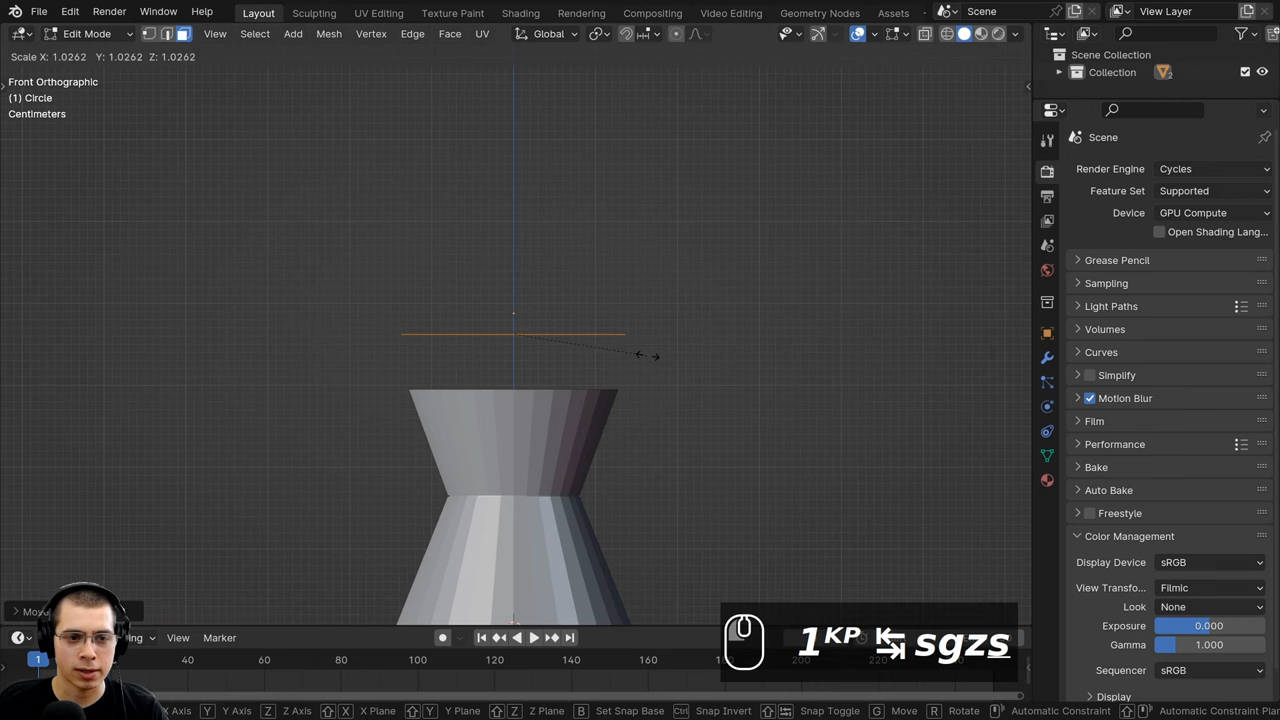 File Edit Render Window Help Layout Sculpting UV Editing Texture Paint Shading Rendering Compositing Video Editing Geometry Nodes Assets Scene View Layer
Edit Mode View Select Add Mesh Vertex Edge Face UV Global
Scale X: 1.0262 Y: 1.0262 Z: 1.0262
Front Orthographic
(1) Circle
Centimeters
Scene Collection
Collection 2
Scene
Render Engine Cycles
Feature Set Supported
Device GPU Compute
Open Shading Lang...
Grease Pencil
Sampling
Light Paths
Volumes
Curves
Simplify
Motion Blur
Film
Performance
Bake
Auto Bake
Freestyle
Color Management
Display Device sRGB
View Transfo... Filmic
Look None
Exposure 0.000
Gamma 1.000
Sequencer sRGB
Display
1KP ↹ sgzs
View Marker
1 40 60 80 100 120 140 160 180 200 220
X Axis Y Y Axis Z Z Axis X X Plane Y Y Plane Z Z Plane B Set Snap Base Ctrl Snap Invert Snap Toggle G Move R Rotate Automatic Constraint Automatic Constraint Plan